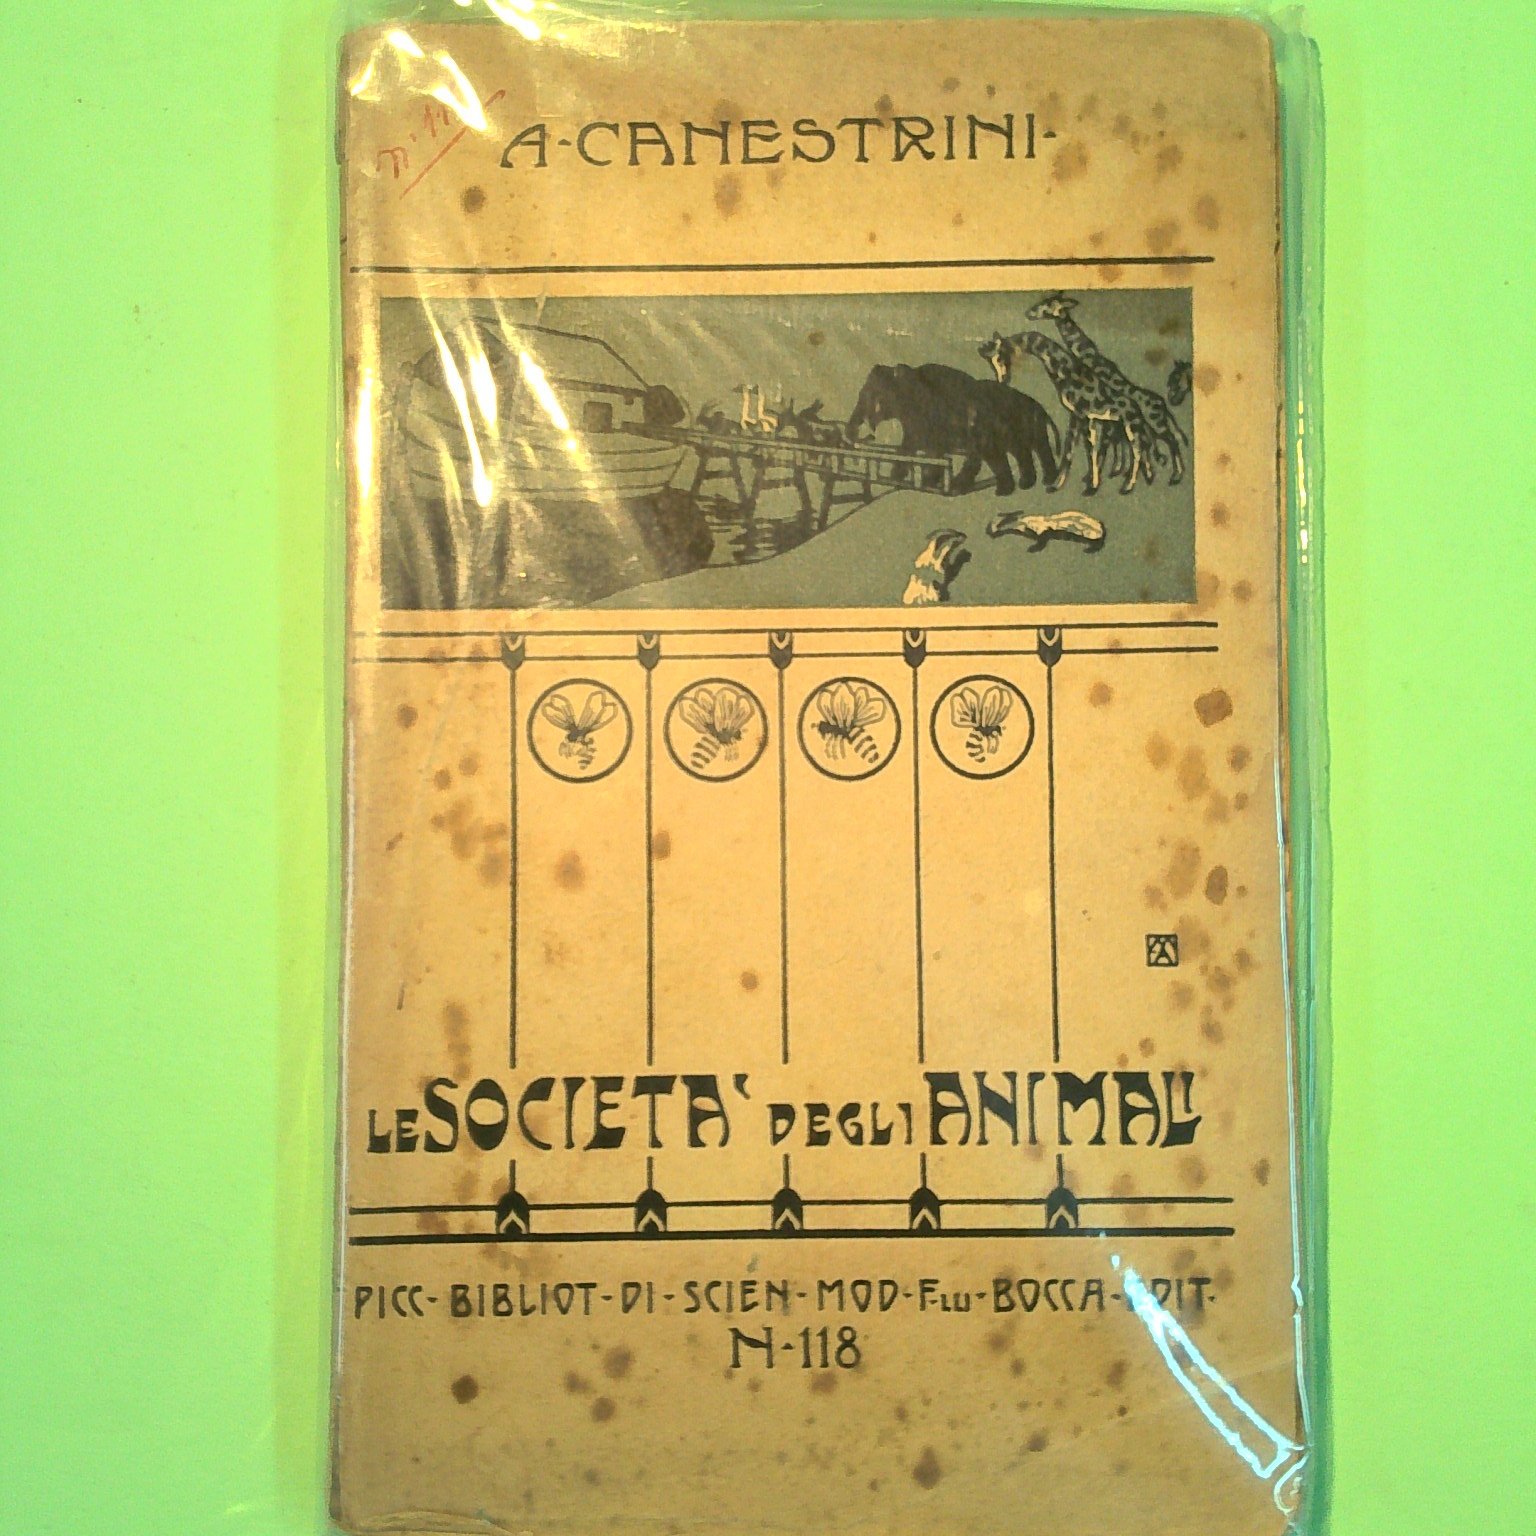 A·CANESTRINI·
LE SOCIETA' DEGLI ANIMALI
PICC·BIBLIOT·DI·SCIEN·MOD·F·LLI·BOCCA·EDIT·
N·118